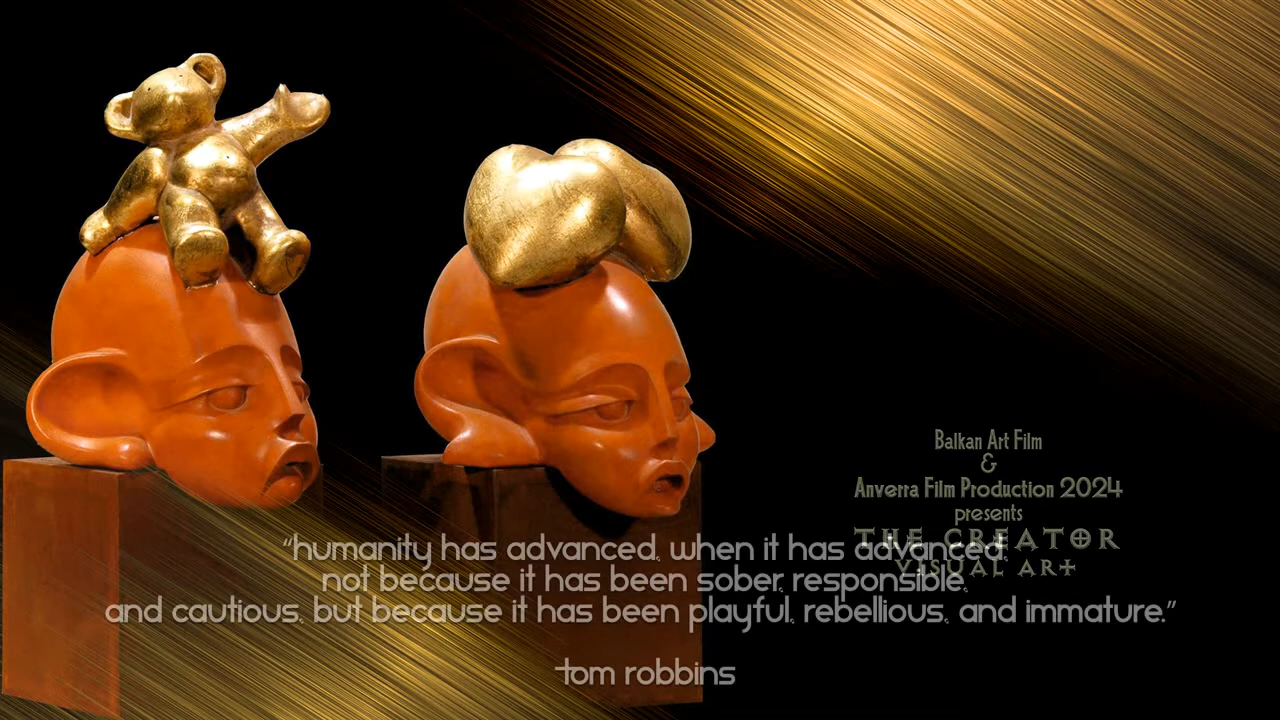 Balkan Art Film
&
Anverra Film Production 2024
presents
THE CREATOR
VISUAL ART
“humanity has advanced, when it has advanced,
not because it has been sober, responsible,
and cautious, but because it has been playful, rebellious, and immature.”
tom robbins